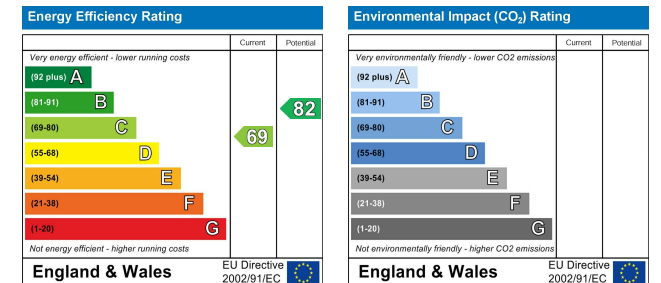 Energy Efficiency Rating
Current Potential
Very energy efficient - lower running costs
(92 plus) A
(81-91) B
(69-80) C
(55-68) D
(39-54) E
(21-38) F
(1-20) G
69
82
Not energy efficient - higher running costs
England & Wales
EU Directive
2002/91/EC
Environmental Impact (CO₂) Rating
Current Potential
Very environmentally friendly - lower CO2 emissions
(92 plus) A
(81-91) B
(69-80) C
(55-68) D
(39-54) E
(21-38) F
(1-20) G
Not environmentally friendly - higher CO2 emissions
England & Wales
EU Directive
2002/91/EC